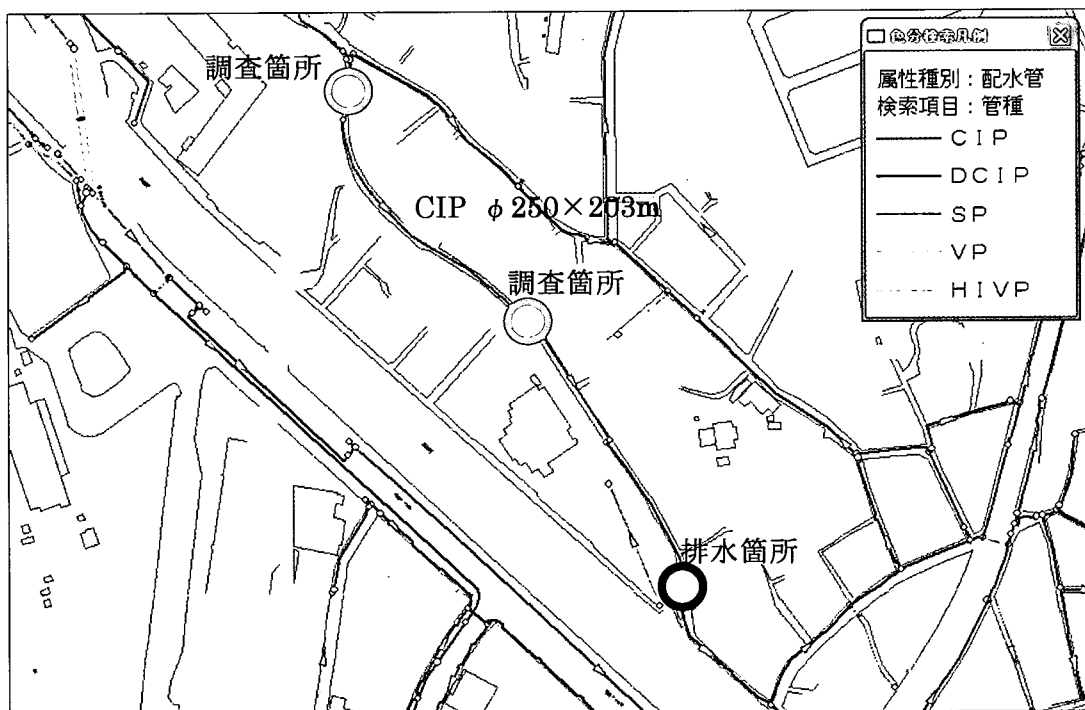 調査箇所
CIP φ250×203m
調査箇所
排水箇所
色分検索凡例
属性種別：配水管
検索項目：管種
CIP
DCIP
SP
VP
HIVP